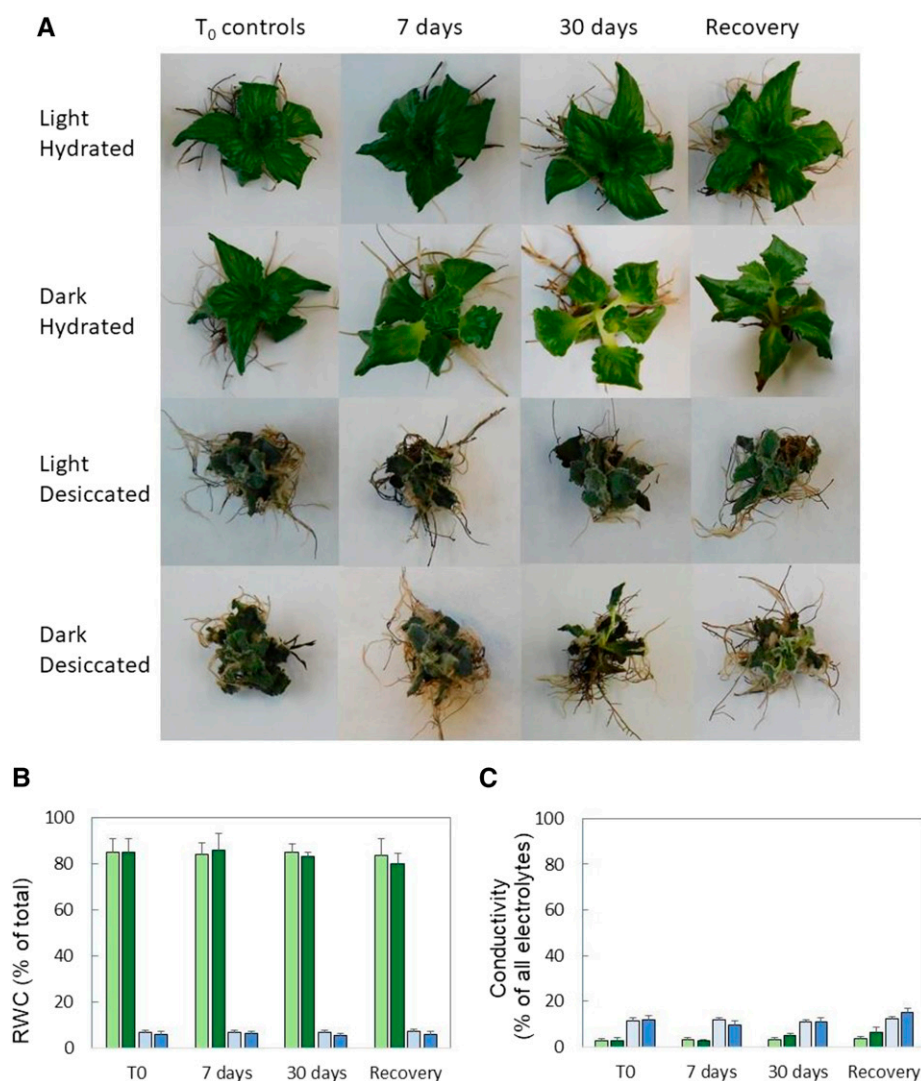 A
T0 controls 7 days 30 days Recovery
Light
Hydrated
Dark
Hydrated
Light
Desiccated
Dark
Desiccated
B
100
80
60
40
20
0
RWC (% of total)
T0 7 days 30 days Recovery
C
100
80
60
40
20
0
Conductivity
(% of all electrolytes)
T0 7 days 30 days Recovery